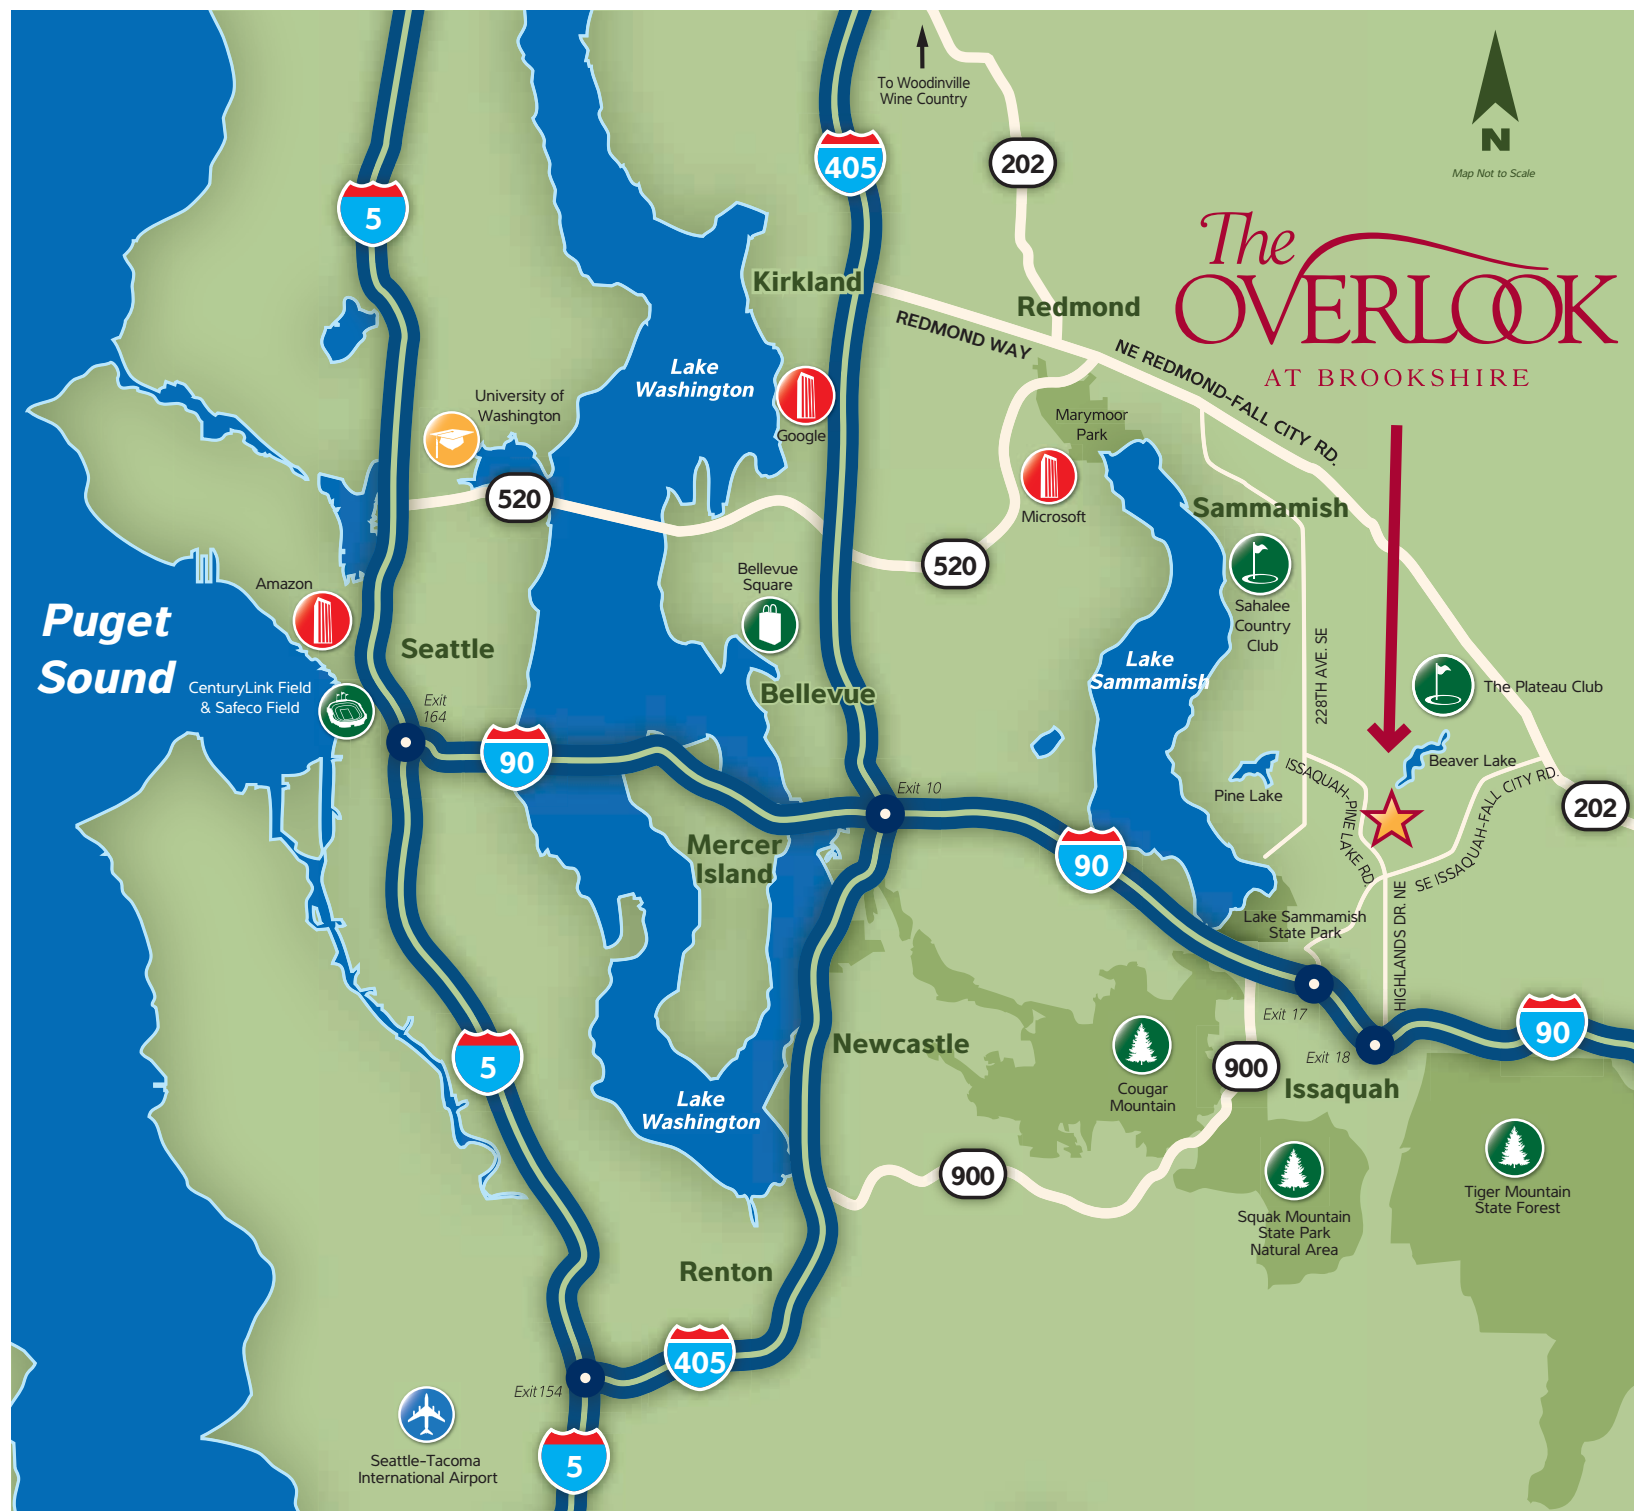 To Woodinville
Wine Country
N
Map Not to Scale
405
202
5
The
OVERLOOK
AT BROOKSHIRE
Kirkland
Redmond
REDMOND WAY
NE REDMOND-FALL CITY RD.
Lake
Washington
University of
Washington
Google
Marymoor
Park
Microsoft
520
520
Sammamish
Sahalee
Country
Club
228TH AVE. SE
Amazon
Bellevue
Square
Puget
Sound
Seattle
CenturyLink Field
& Safeco Field
Exit
164
Bellevue
Lake
Sammamish
The Plateau Club
Beaver Lake
Pine Lake
ISSAQUAH-PINE LAKE RD.
SE ISSAQUAH-FALL CITY RD.
202
90
Exit 10
Mercer
Island
90
HIGHLANDS DR. NE
Lake Sammamish
State Park
Exit 17
Exit 18
90
Newcastle
5
Cougar
Mountain
900
Issaquah
Lake
Washington
900
Squak Mountain
State Park
Natural Area
Tiger Mountain
State Forest
Renton
405
Exit154
Seattle-Tacoma
International Airport
5